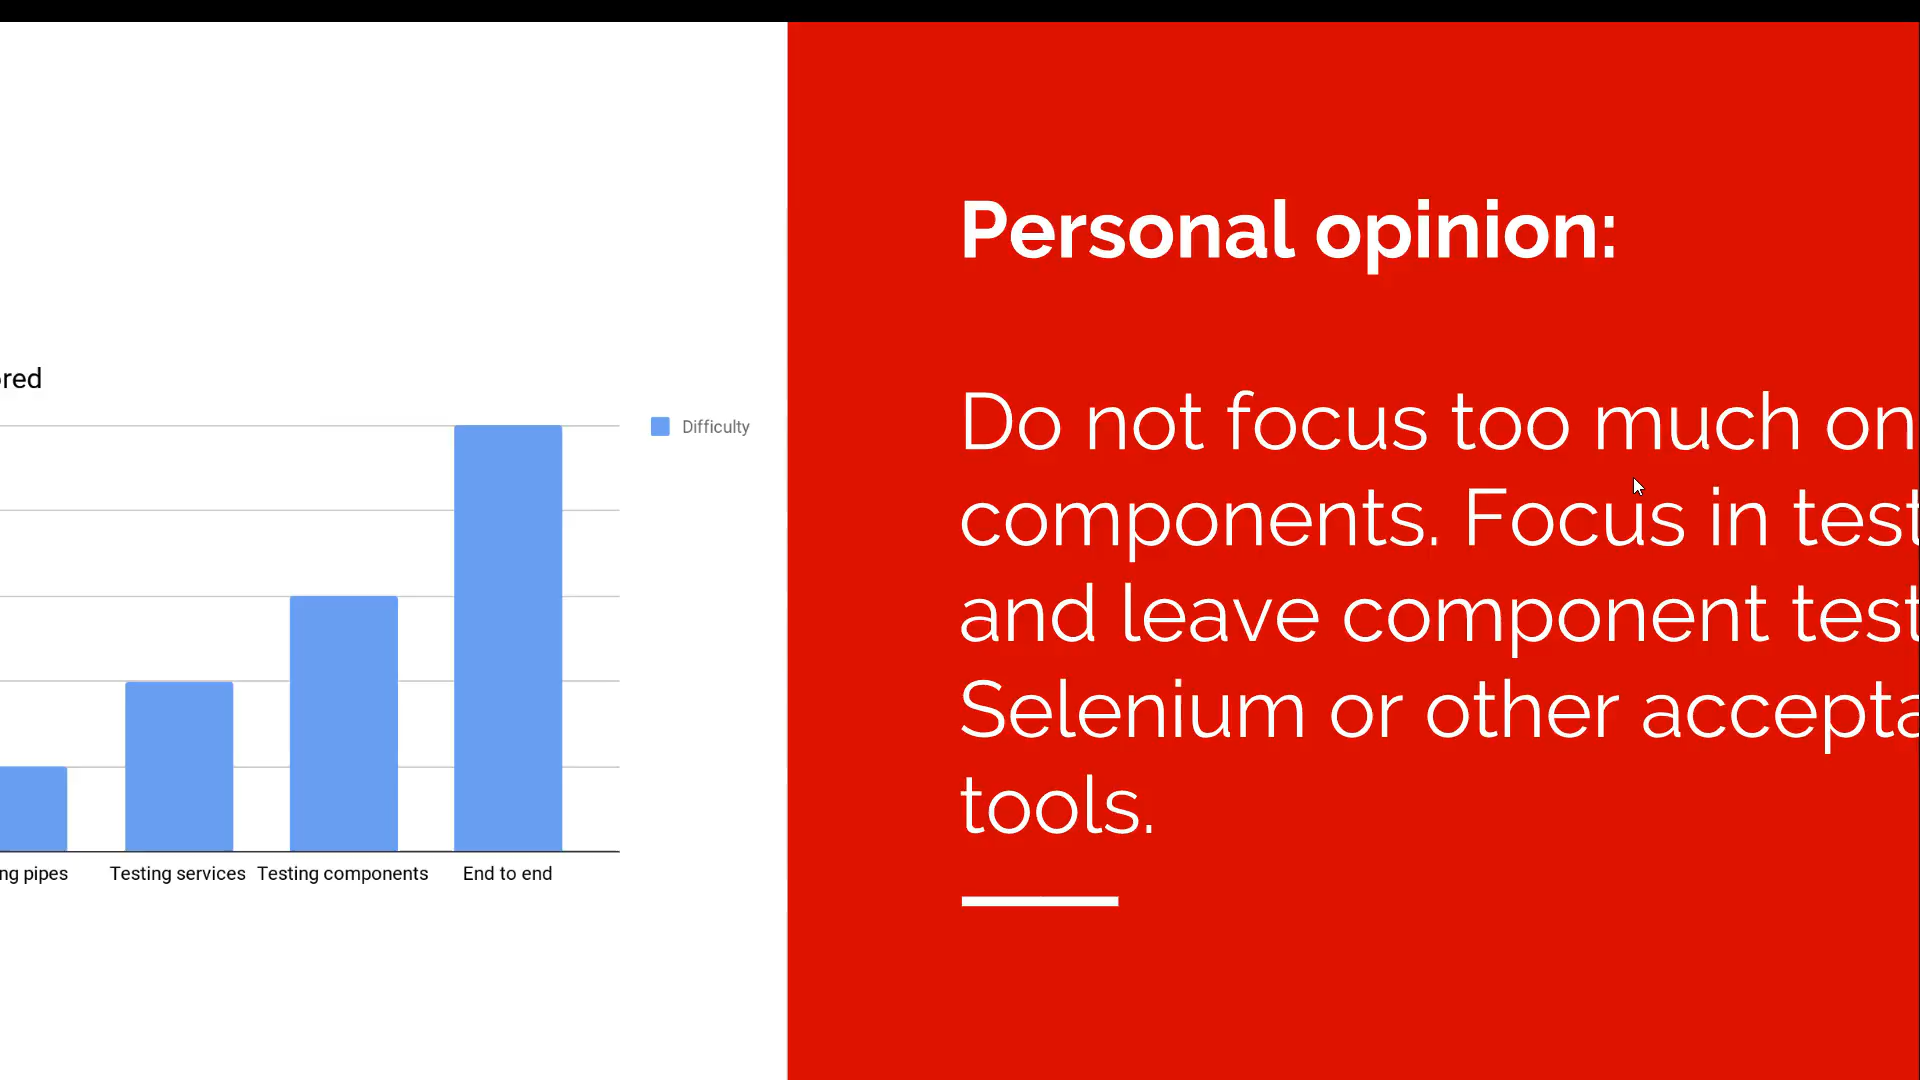 red
Difficulty
ng pipes
Testing services
Testing components
End to end
Personal opinion:
Do not focus too much on
components. Focus in test
and leave component test
Selenium or other accepta
tools.